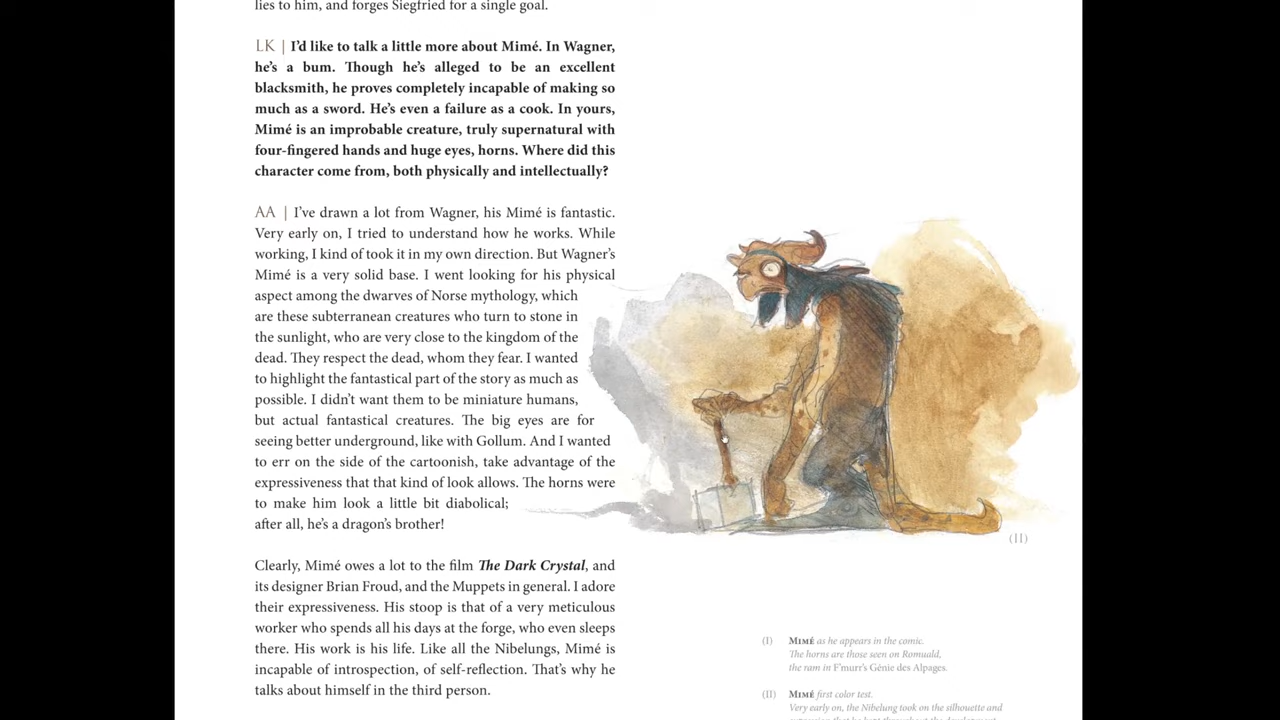 lies to him, and forges Siegfried for a single goal.
LK | I'd like to talk a little more about Mimé. In Wagner,
he's a bum. Though he's alleged to be an excellent
blacksmith, he proves completely incapable of making so
much as a sword. He's even a failure as a cook. In yours,
Mimé is an improbable creature, truly supernatural with
four-fingered hands and huge eyes, horns. Where did this
character come from, both physically and intellectually?
AA | I've drawn a lot from Wagner, his Mimé is fantastic.
Very early on, I tried to understand how he works. While
working, I kind of took it in my own direction. But Wagner's
Mimé is a very solid base. I went looking for his physical
aspect among the dwarves of Norse mythology, which
are these subterranean creatures who turn to stone in
the sunlight, who are very close to the kingdom of the
dead. They respect the dead, whom they fear. I wanted
to highlight the fantastical part of the story as much as
possible. I didn't want them to be miniature humans,
but actual fantastical creatures. The big eyes are for
seeing better underground, like with Gollum. And I wanted
to err on the side of the cartoonish, take advantage of the
expressiveness that that kind of look allows. The horns were
to make him look a little bit diabolical;
after all, he's a dragon's brother!
Clearly, Mimé owes a lot to the film The Dark Crystal, and
its designer Brian Froud, and the Muppets in general. I adore
their expressiveness. His stoop is that of a very meticulous
worker who spends all his days at the forge, who even sleeps
there. His work is his life. Like all the Nibelungs, Mimé is
incapable of introspection, of self-reflection. That's why he
talks about himself in the third person.
(II)
(I) MIMÉ as he appears in the comic.
The horns are those seen on Romuald,
the ram in F'murr's Génie des Alpages.
(II) MIMÉ first color test.
Very early on, the Nibelung took on the silhouette and